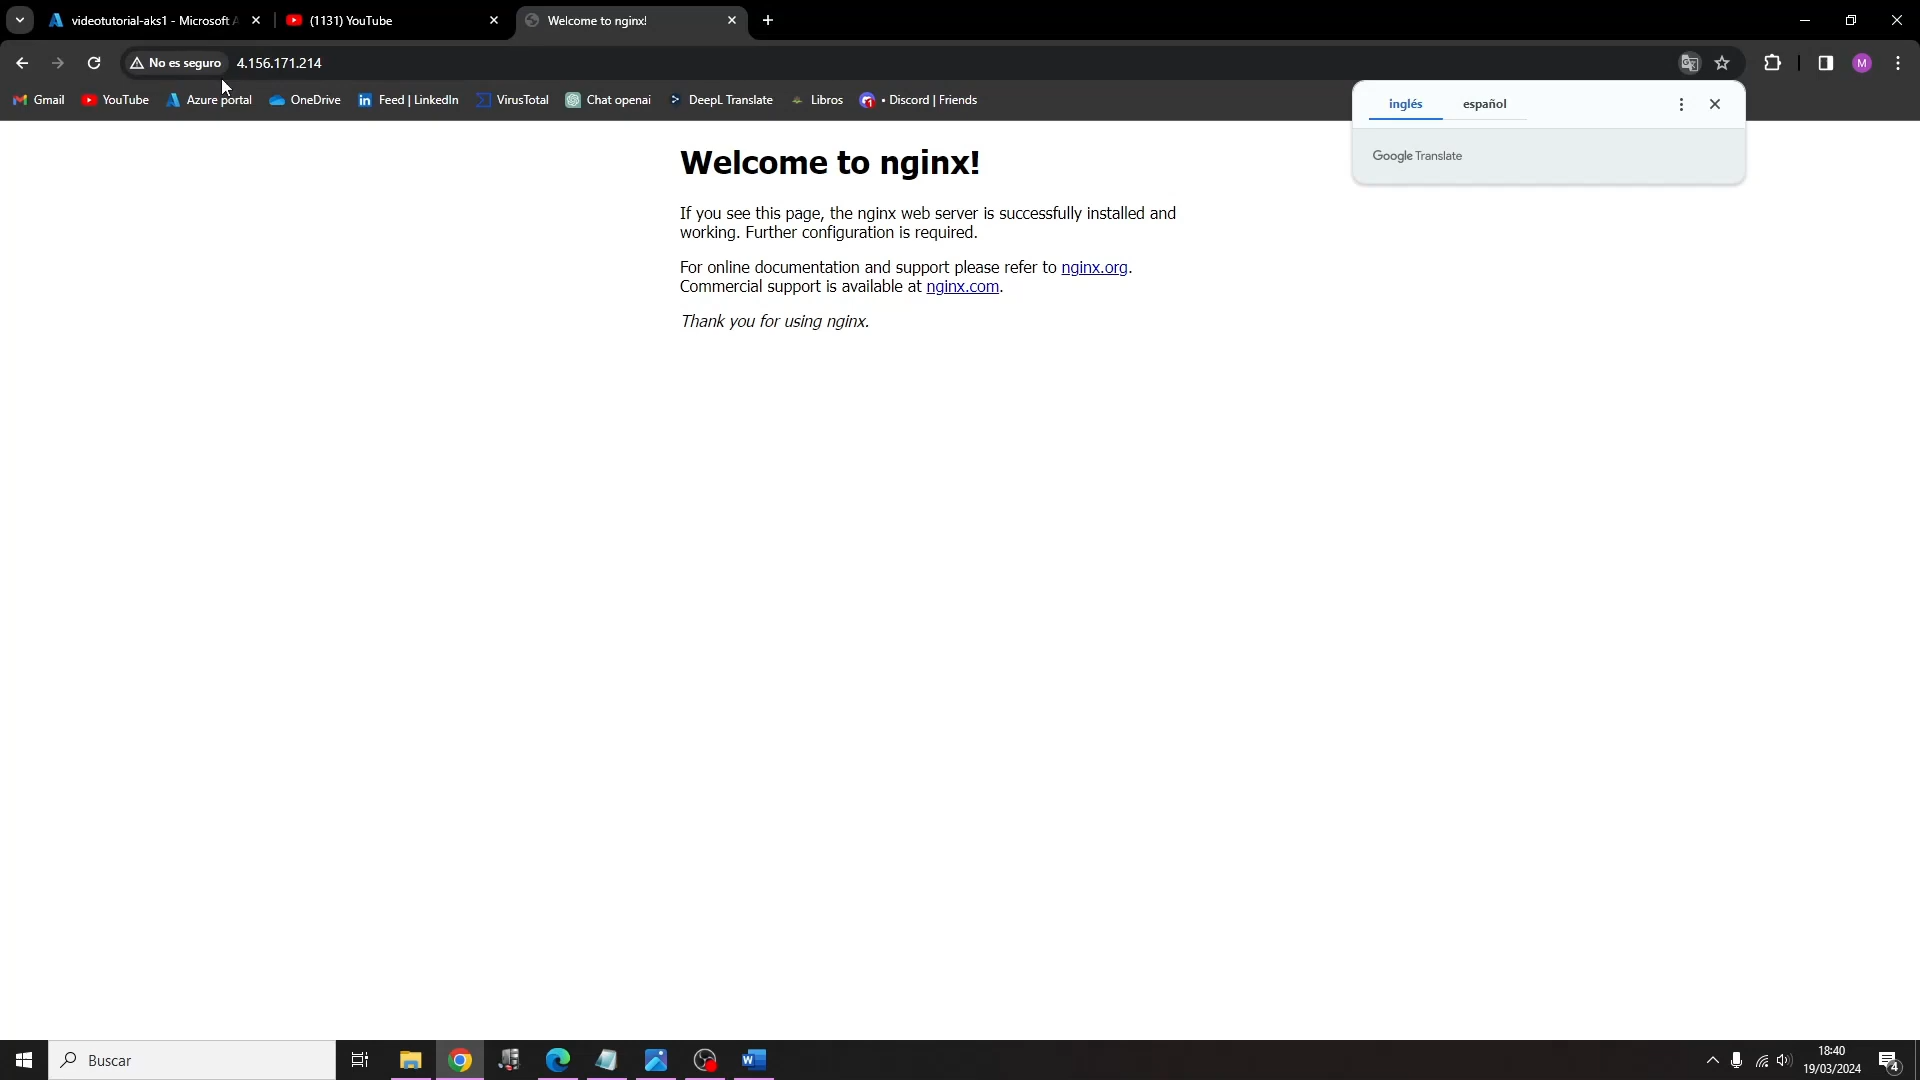 videotutorial-aks1 - Microsoft A
(1131) YouTube
Welcome to nginx!
No es seguro
4.156.171.214
M
Gmail
YouTube
Azure portal
OneDrive
Feed | LinkedIn
VirusTotal
Chat openai
DeepL Translate
Libros
• Discord | Friends
inglés
español
Google Translate
Welcome to nginx!
If you see this page, the nginx web server is successfully installed and
working. Further configuration is required.
For online documentation and support please refer to nginx.org.
Commercial support is available at nginx.com.
Thank you for using nginx.
Buscar
18:40
19/03/2024
4